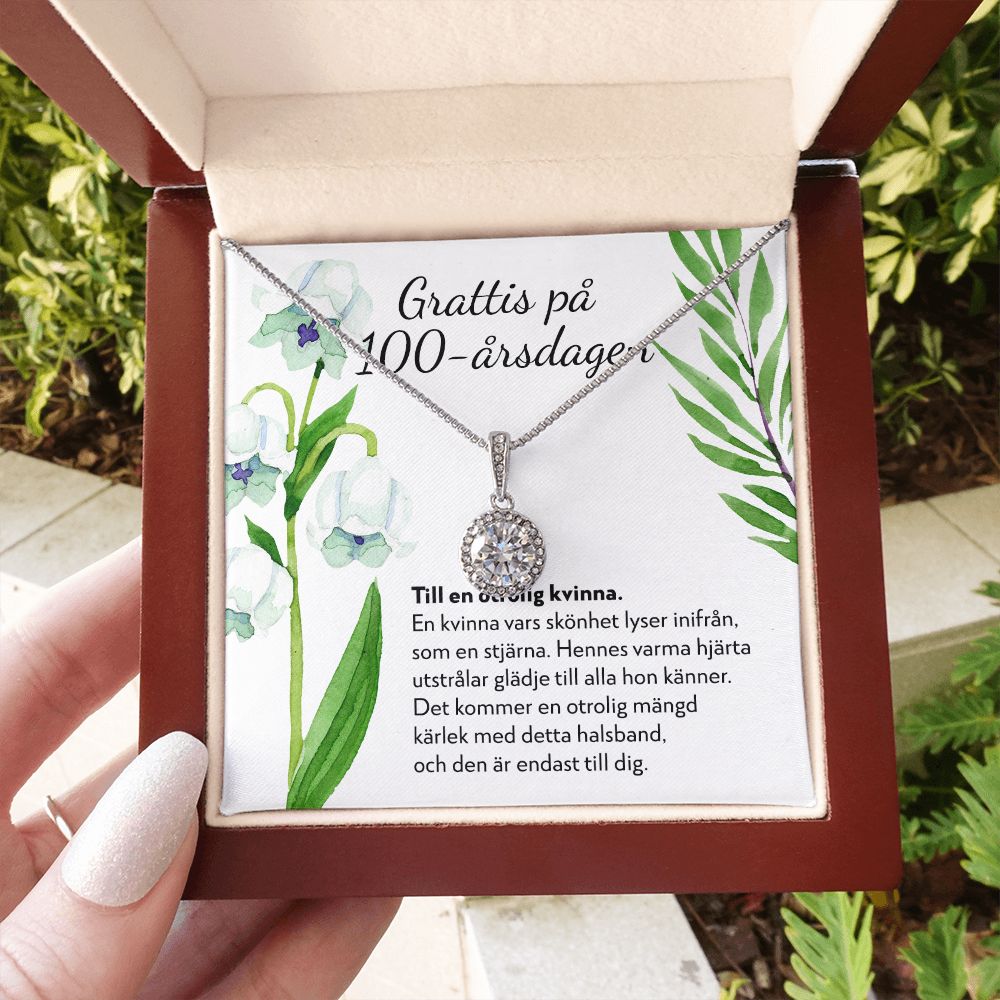 Grattis på
100-årsdagen
Till en otrolig kvinna.
En kvinna vars skönhet lyser inifrån,
som en stjärna. Hennes varma hjärta
utstrålar glädje till alla hon känner.
Det kommer en otrolig mängd
kärlek med detta halsband,
och den är endast till dig.